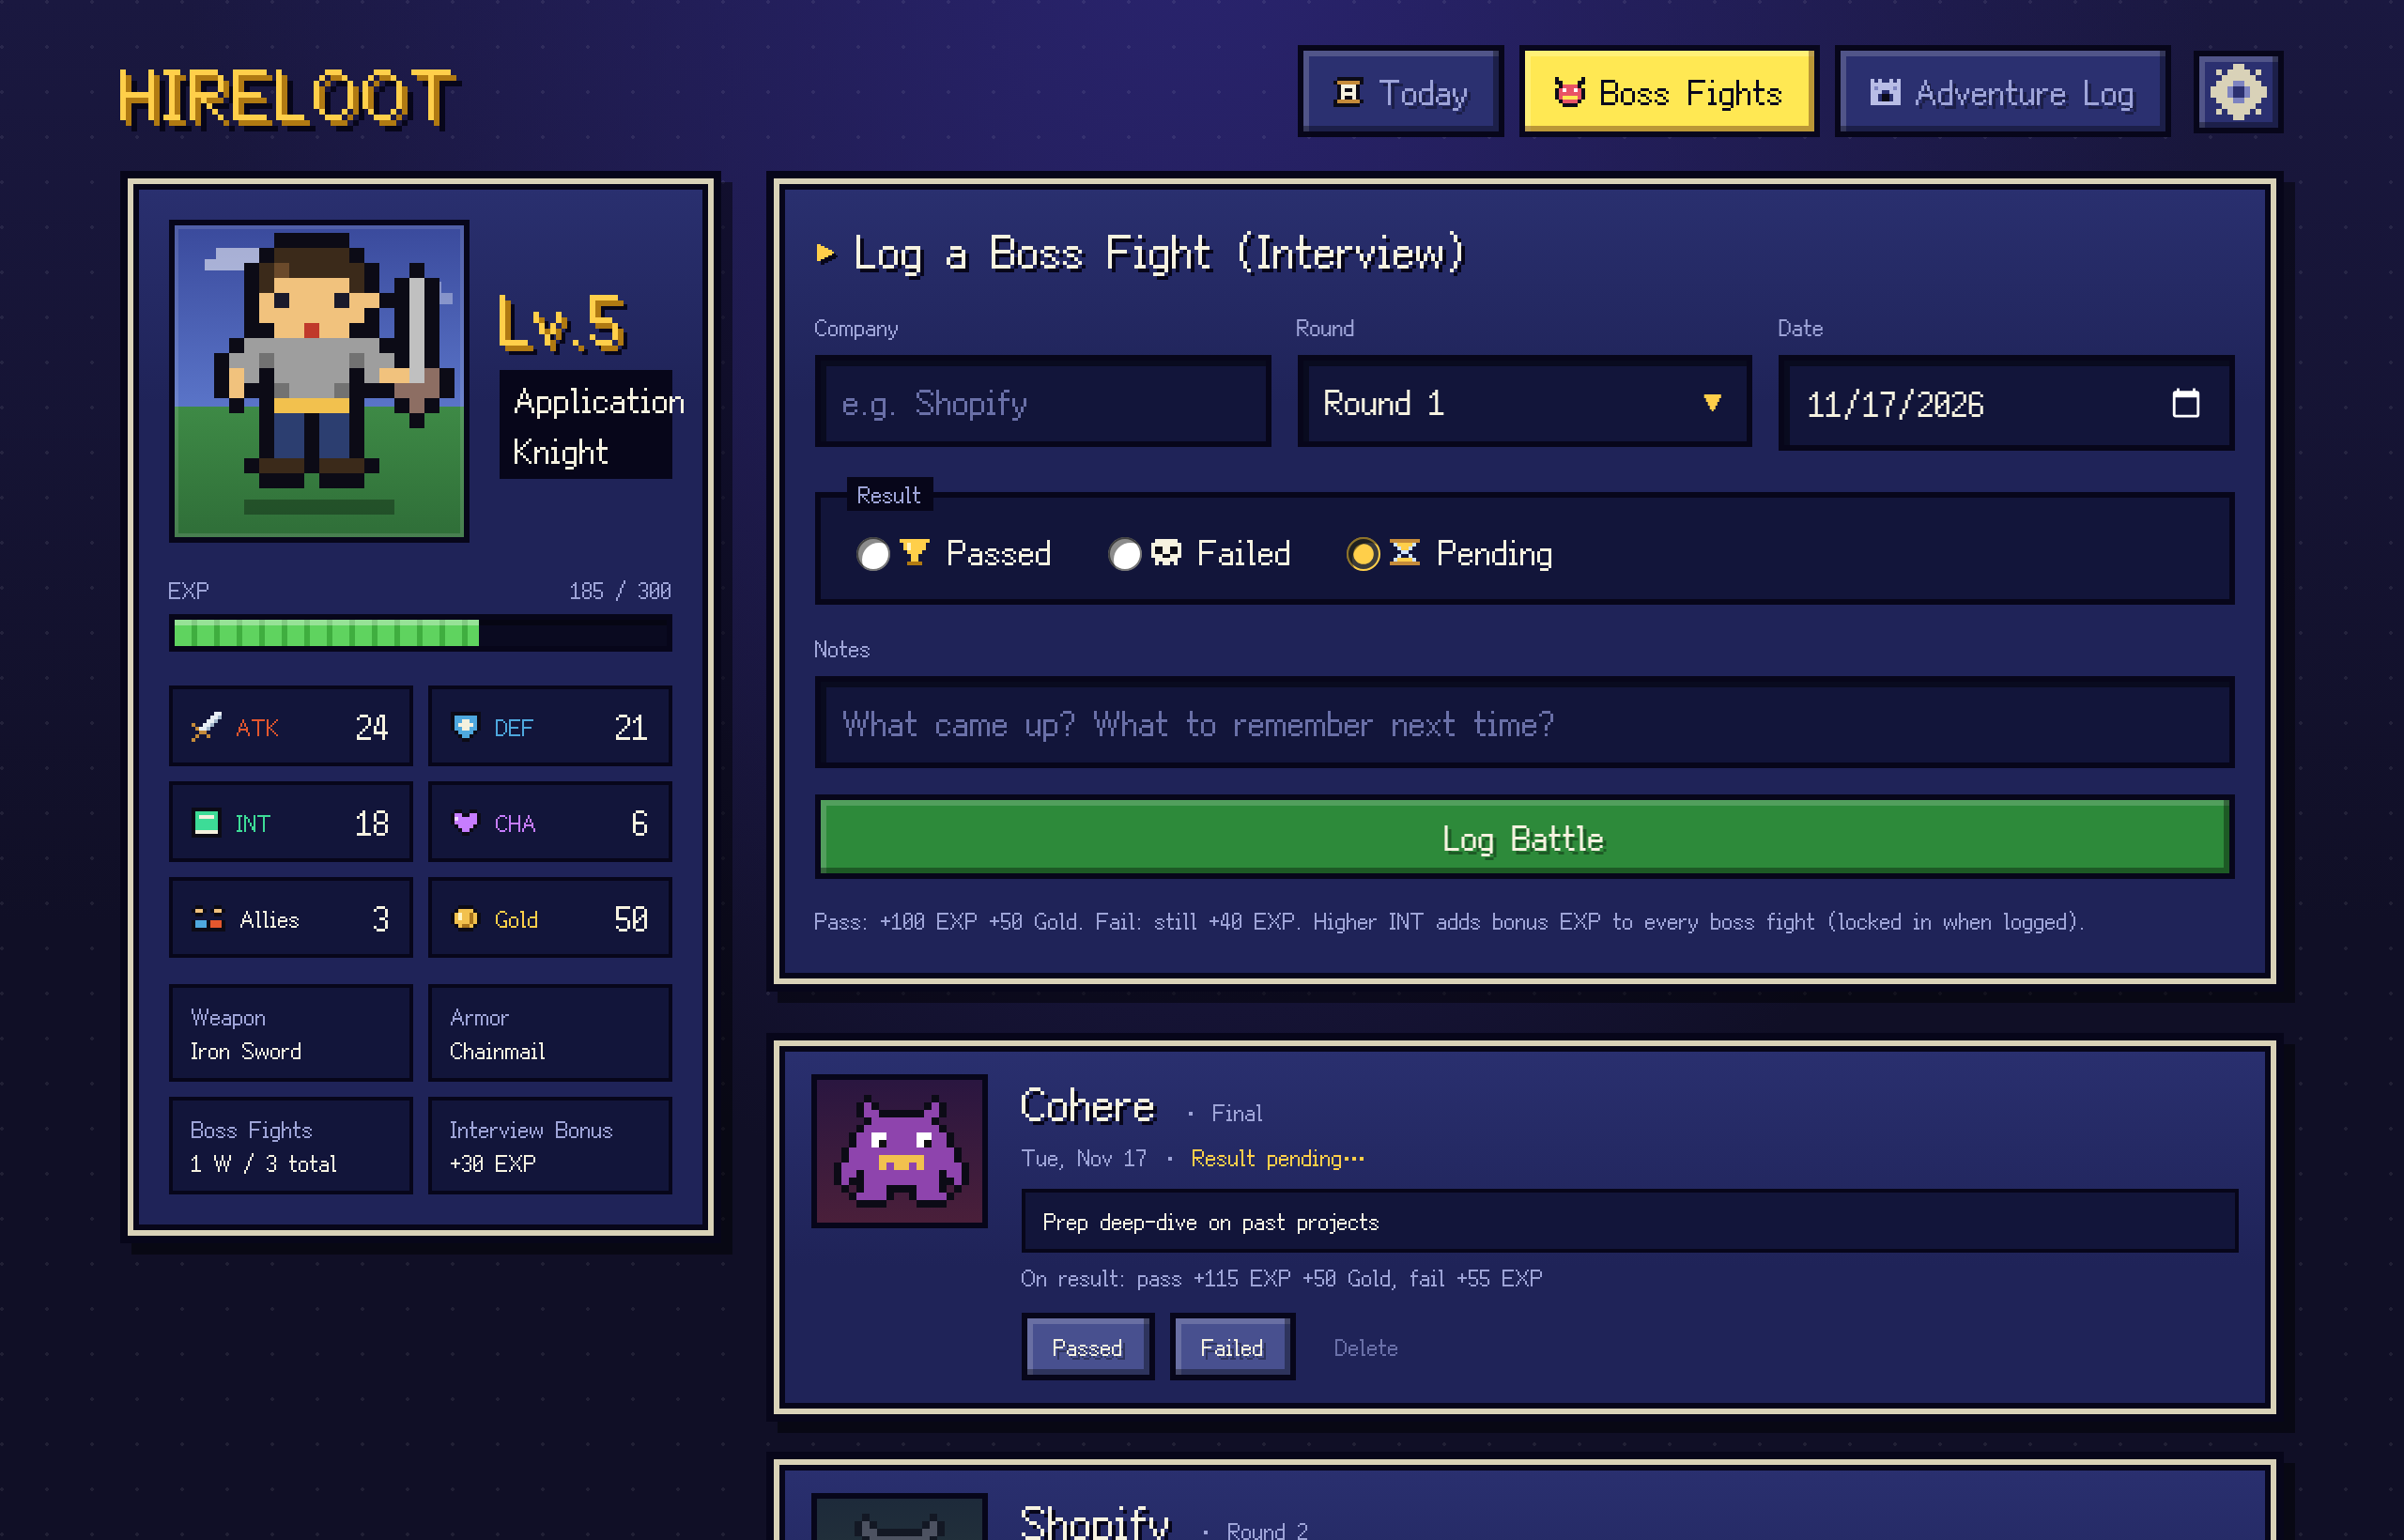 HIRELOOT
Today
Boss Fights
Adventure Log
Lv.5
Application
Knight
EXP
185 / 300
ATK 24
DEF 21
INT 18
CHA 6
Allies 3
Gold 50
Weapon
Iron Sword
Armor
Chainmail
Boss Fights
1 W / 3 total
Interview Bonus
+30 EXP
Log a Boss Fight (Interview)
Company
Round
Date
e.g. Shopify
Round 1
11/17/2026
Result
Passed
Failed
Pending
Notes
What came up? What to remember next time?
Log Battle
Pass: +100 EXP +50 Gold. Fail: still +40 EXP. Higher INT adds bonus EXP to every boss fight (locked in when logged).
Cohere · Final
Tue, Nov 17 · Result pending…
Prep deep-dive on past projects
On result: pass +115 EXP +50 Gold, fail +55 EXP
Passed
Failed
Delete
Shopify · Round 2